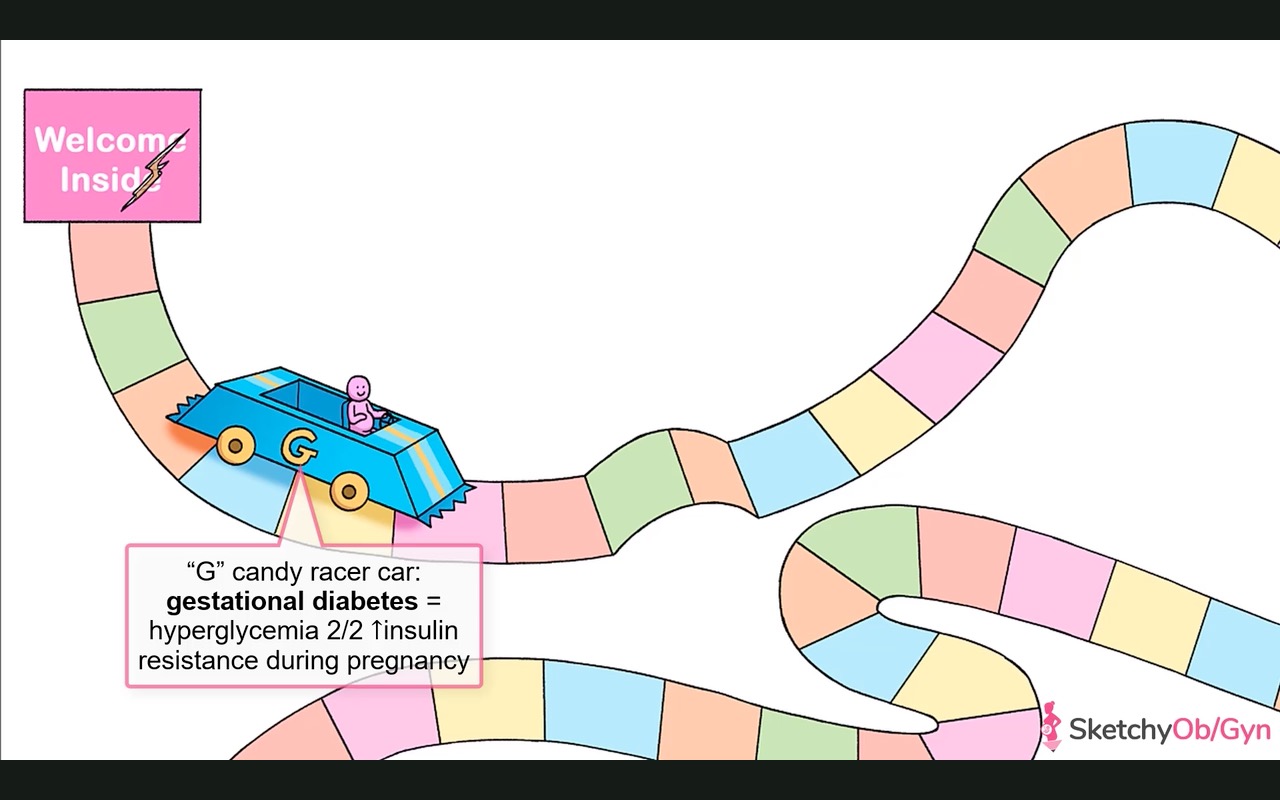 Welcome
Inside
G
“G” candy racer car:
gestational diabetes =
hyperglycemia 2/2 ↑insulin
resistance during pregnancy
SketchyOb/Gyn